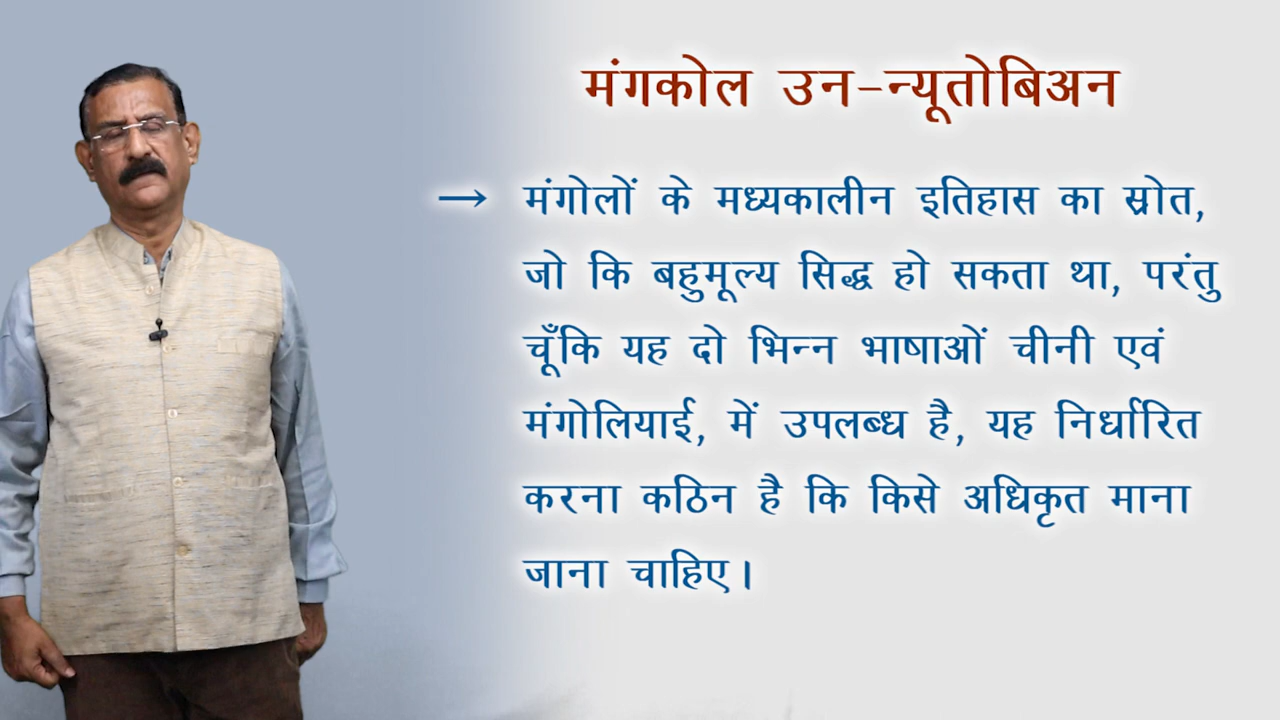 मंगकोल उन-न्यूतोबिअन
→ मंगोलों के मध्यकालीन इतिहास का स्रोत,
जो कि बहुमूल्य सिद्ध हो सकता था, परंतु
चूँकि यह दो भिन्न भाषाओं चीनी एवं
मंगोलियाई, में उपलब्ध है, यह निर्धारित
करना कठिन है कि किसे अधिकृत माना
जाना चाहिए।